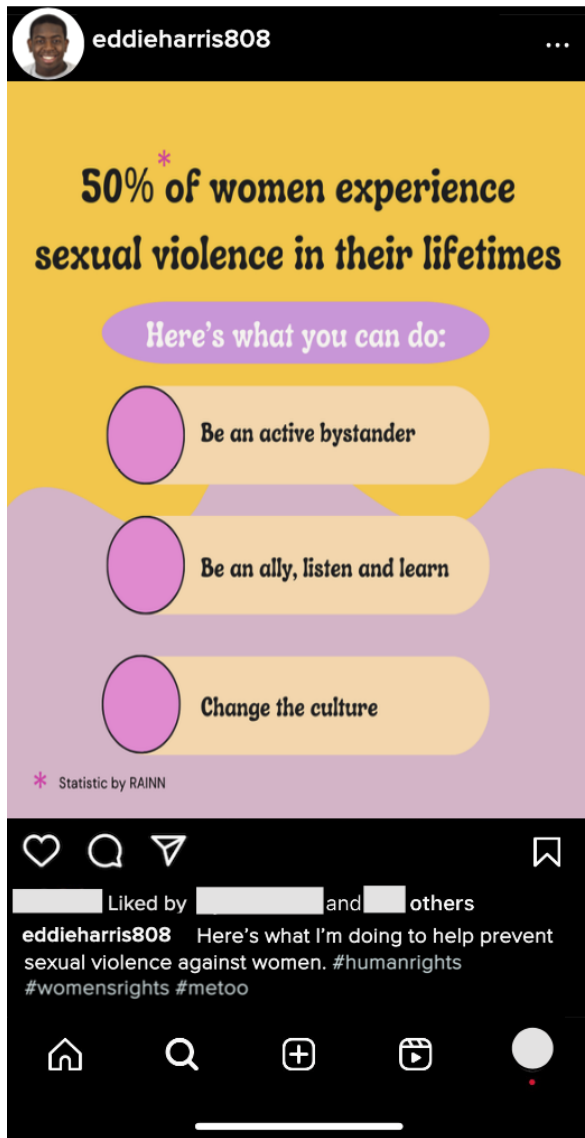 eddieharris808
50%* of women experience
sexual violence in their lifetimes
Here's what you can do:
Be an active bystander
Be an ally, listen and learn
Change the culture
* Statistic by RAINN
Liked by and others
eddieharris808 Here's what I'm doing to help prevent
sexual violence against women. #humanrights
#womensrights #metoo